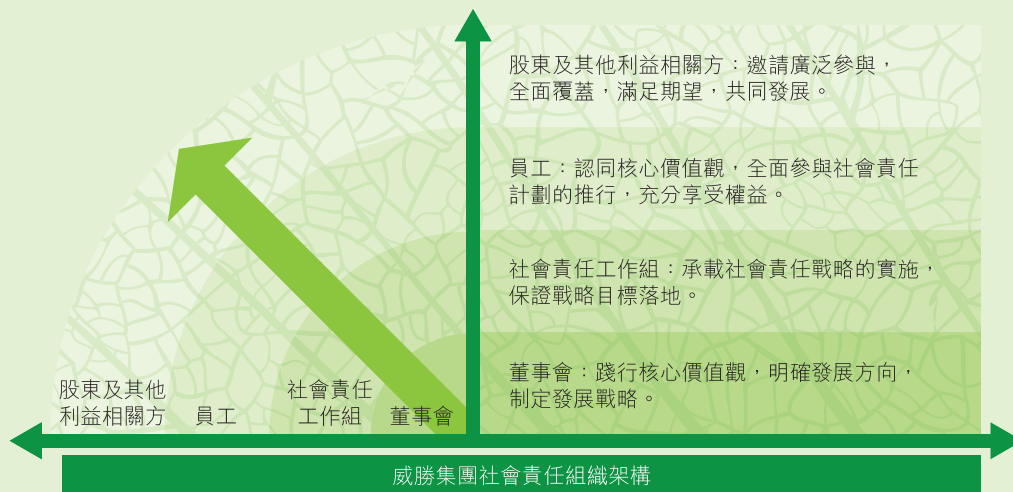 股東及其他利益相關方：邀請廣泛參與，
全面覆蓋，滿足期望，共同發展。
員工：認同核心價值觀，全面參與社會責任
計劃的推行，充分享受權益。
社會責任工作組：承載社會責任戰略的實施，
保證戰略目標落地。
董事會：踐行核心價值觀，明確發展方向，
制定發展戰略。
股東及其他
利益相關方
員工
社會責任
工作組
董事會
威勝集團社會責任組織架構